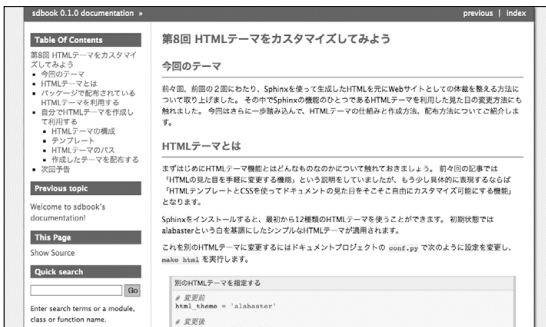 sdbook 0.1.0 documentation »
previous | index
Table Of Contents
第8回 HTMLテーマをカスタマイ
ズしてみよう
今回のテーマ
HTMLテーマとは
パッケージで配布されている
HTMLテーマを利用する
自分でHTMLテーマを作成し
て利用する
HTMLテーマの構成
テンプレート
HTMLテーマのパス
作成したテーマを配布する
次回予告
Previous topic
Welcome to sdbook's
documentation!
This Page
Show Source
Quick search
Go
Enter search terms or a module,
class or function name.
第8回 HTMLテーマをカスタマイズしてみよう
今回のテーマ
前々回、前回の２回にわたり、Sphinxを使って生成したHTMLを元にWebサイトとしての体裁を整える方法に
ついて取り上げました。 その中でSphinxの機能のひとつであるHTMLテーマを利用した見た目の変更方法にも
触れました。 今回はさらに一歩踏み込んで、HTMLテーマの仕組みと作成方法、配布方法についてご紹介しま
す。
HTMLテーマとは
まずはじめにHTMLテーマ機能とはどんなものなのかについて触れておきましょう。 前々回の記事では
「HTMLの見た目を手軽に変更する機能」という説明をしていましたが、もう少し具体的に表現するならば
「HTMLテンプレートとCSSを使ってドキュメントの見た目をそこそこ自由にカスタマイズ可能にする機能」
となります。
Sphinxをインストールすると、最初から12種類のHTMLテーマを使うことができます。 初期状態では
alabasterという白を基調にしたシンプルなHTMLテーマが適用されます。
これを別のHTMLテーマに変更するにはドキュメントプロジェクトの conf.py で次のように設定を変更し、
make html を実行します。
別のHTMLテーマを指定する
# 変更前
html_theme = 'alabaster'
# 変更後